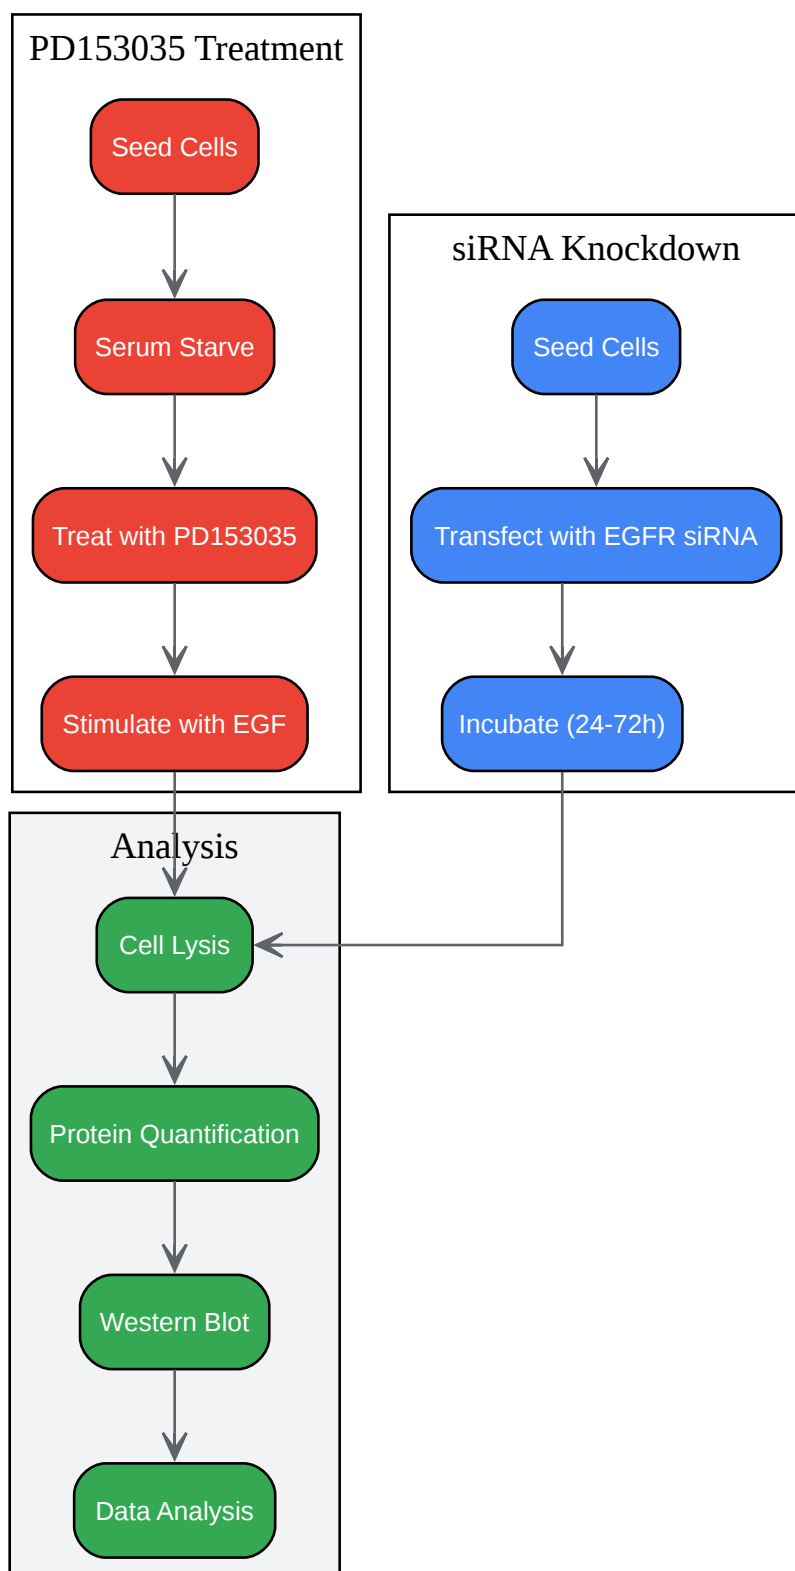 PD153035 Treatment
Seed Cells
Serum Starve
Treat with PD153035
Stimulate with EGF
siRNA Knockdown
Seed Cells
Transfect with EGFR siRNA
Incubate (24-72h)
Analysis
Cell Lysis
Protein Quantification
Western Blot
Data Analysis